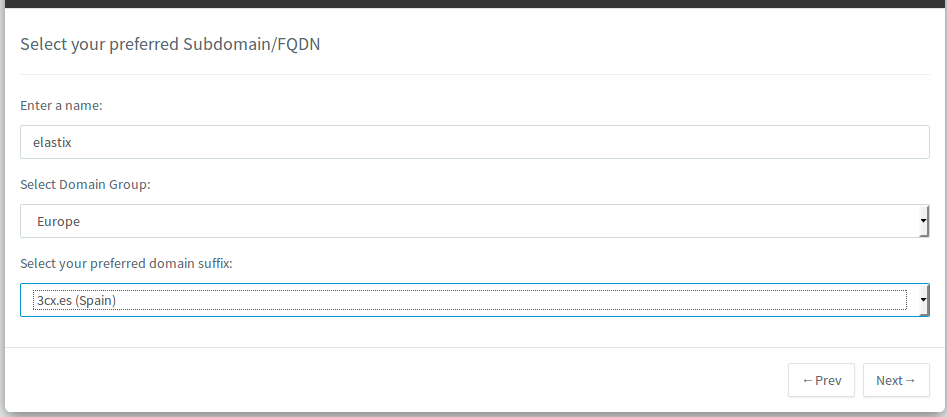 Select your preferred Subdomain/FQDN
Enter a name:
elastix
Select Domain Group:
Europe
Select your preferred domain suffix:
3cx.es (Spain)
←Prev
Next→